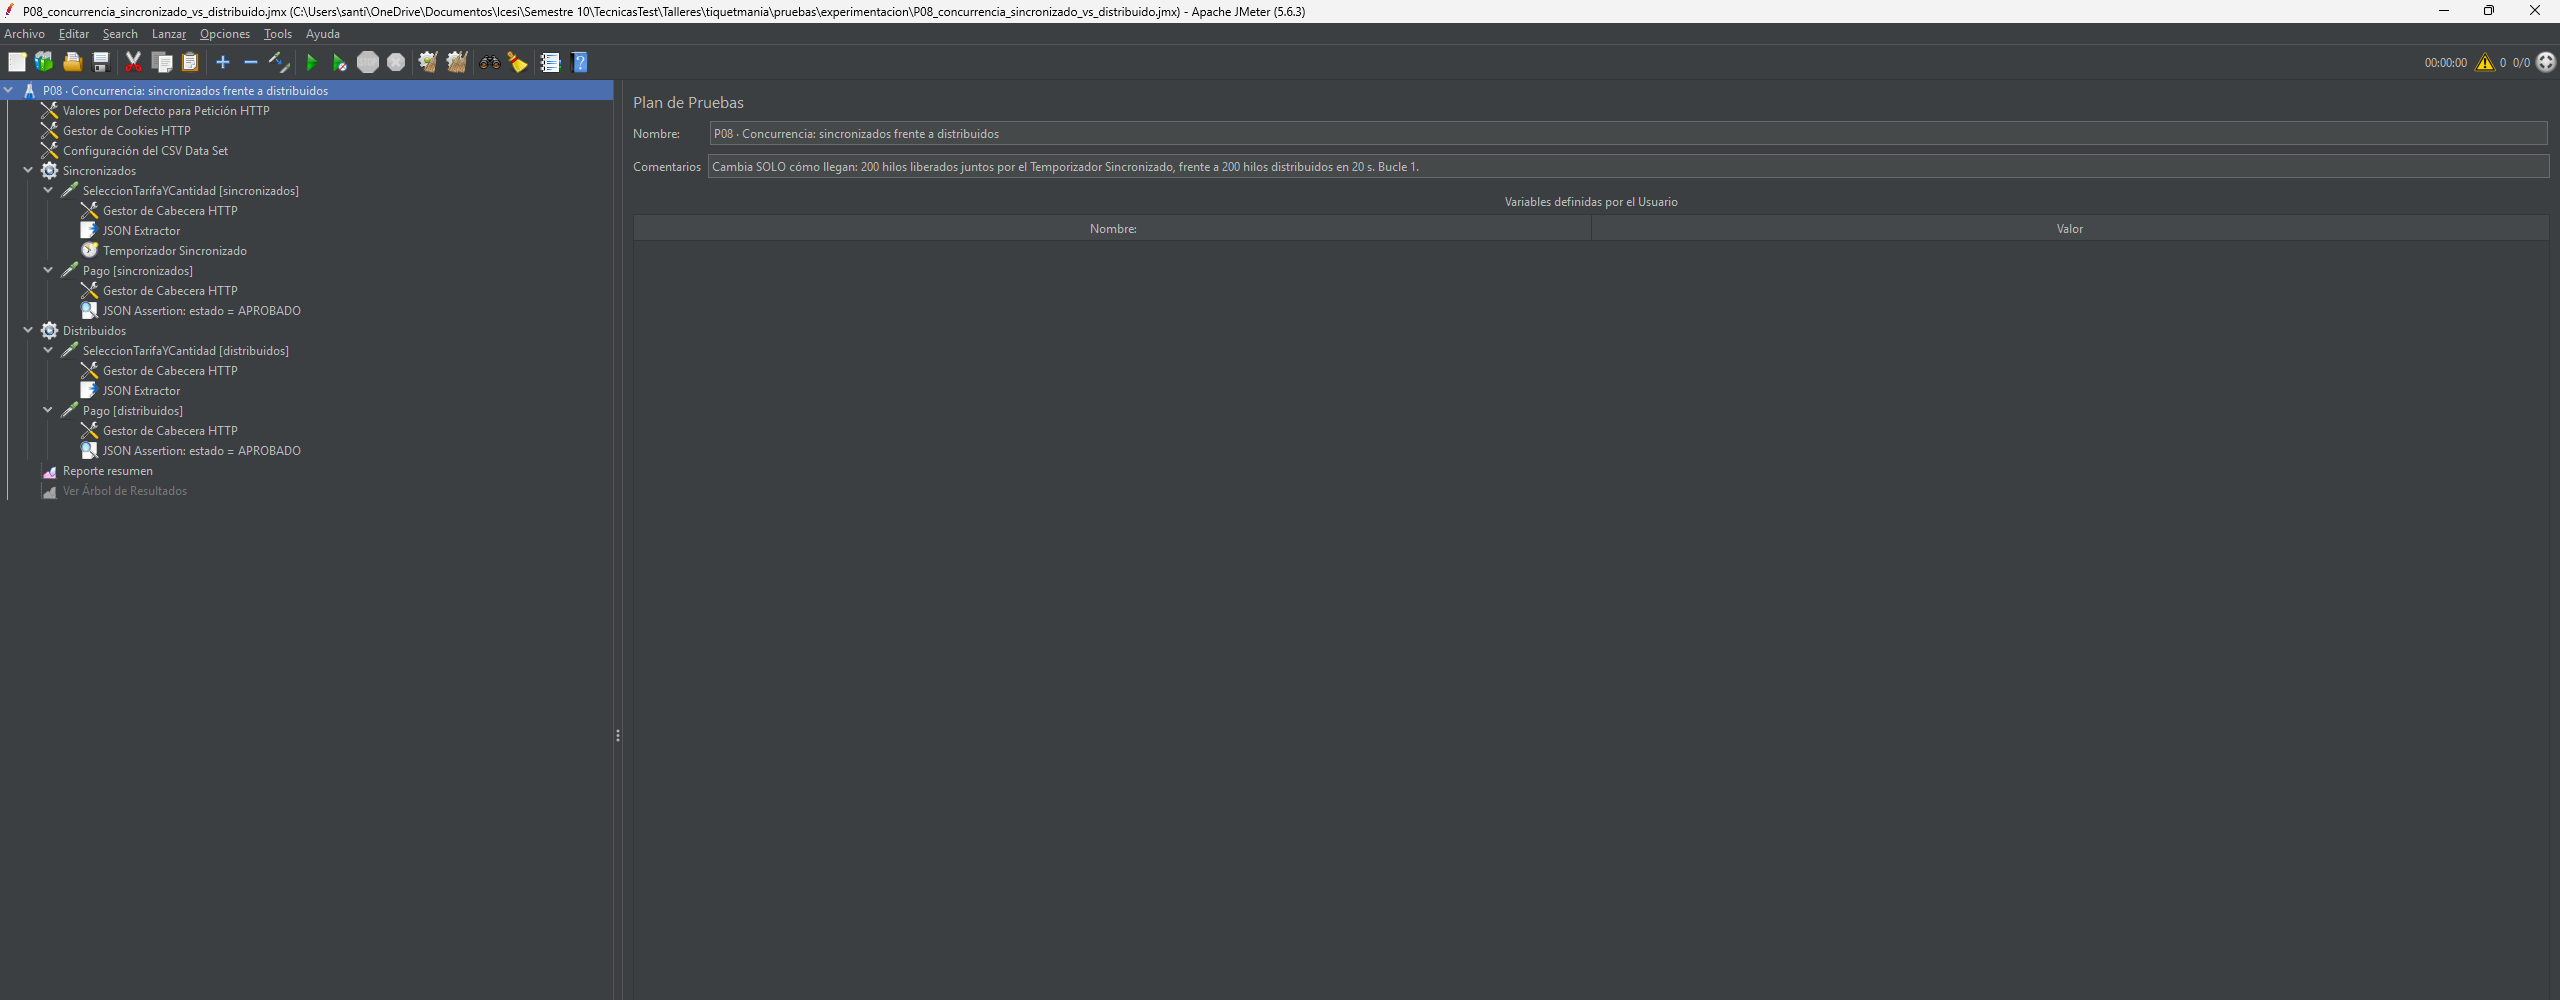 P08_concurrencia_sincronizado_vs_distribuido.jmx (C:\Users\santi\OneDrive\Documentos\Icesi\Semestre 10\TecnicasTest\Talleres\tiquetmania\pruebas\experimentacion\P08_concurrencia_sincronizado_vs_distribuido.jmx) - Apache JMeter (5.6.3)
Archivo Editar Search Lanzar Opciones Tools Ayuda
STOP
00:00:00 0 0/0
P08 · Concurrencia: sincronizados frente a distribuidos
Valores por Defecto para Petición HTTP
Gestor de Cookies HTTP
Configuración del CSV Data Set
Sincronizados
SeleccionTarifaYCantidad [sincronizados]
Gestor de Cabecera HTTP
JSON Extractor
Temporizador Sincronizado
Pago [sincronizados]
Gestor de Cabecera HTTP
JSON Assertion: estado = APROBADO
Distribuidos
SeleccionTarifaYCantidad [distribuidos]
Gestor de Cabecera HTTP
JSON Extractor
Pago [distribuidos]
Gestor de Cabecera HTTP
JSON Assertion: estado = APROBADO
Reporte resumen
Ver Árbol de Resultados
Plan de Pruebas
Nombre: P08 · Concurrencia: sincronizados frente a distribuidos
Comentarios Cambia SOLO cómo llegan: 200 hilos liberados juntos por el Temporizador Sincronizado, frente a 200 hilos distribuidos en 20 s. Bucle 1.
Variables definidas por el Usuario
Nombre: Valor